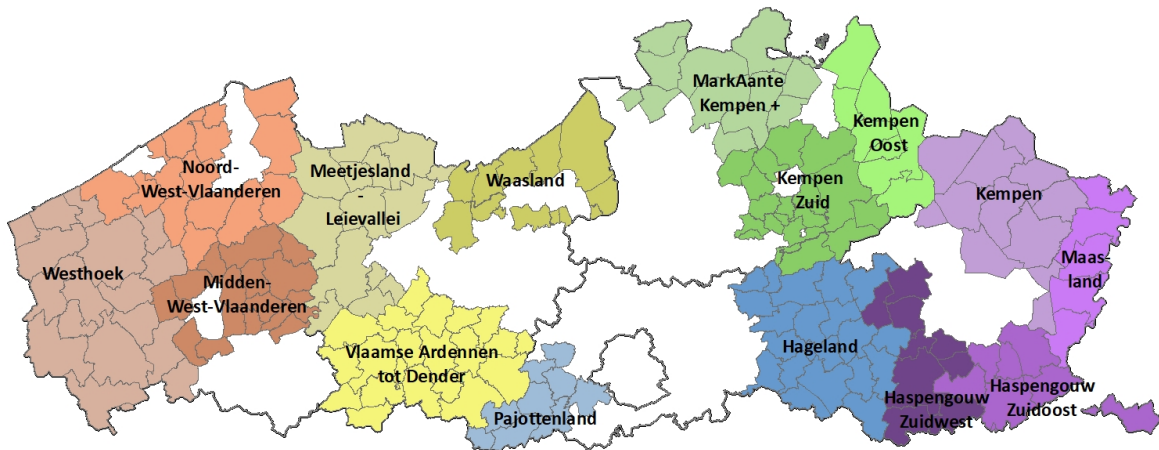 MarkAante
Kempen +
Kempen
Oost
Noord-
West-Vlaanderen
Meetjesland
-
Leievallei
Waasland
Kempen
Zuid
Kempen
Westhoek
Midden-
West-Vlaanderen
Maas-
land
Vlaamse Ardennen
tot Dender
Hageland
Pajottenland
Haspengouw
Zuidwest
Haspengouw
Zuidoost